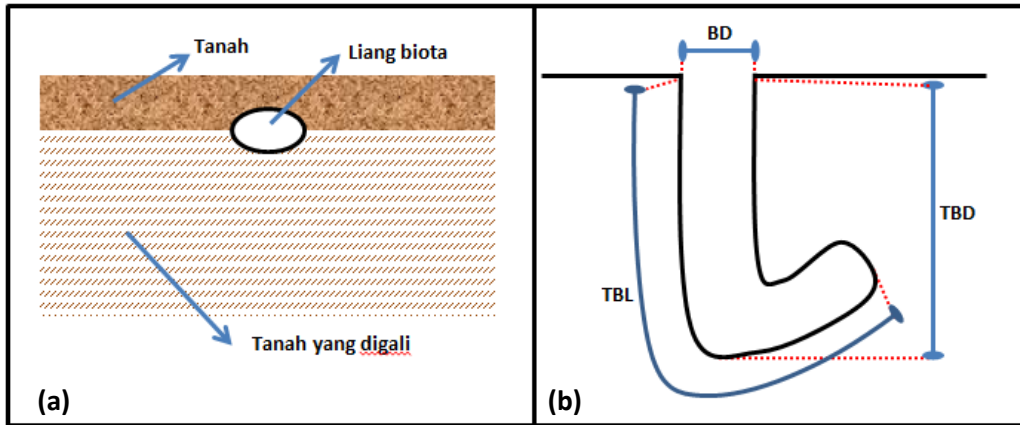 Tanah
Liang biota
Tanah yang digali
(a)
BD
TBD
TBL
(b)